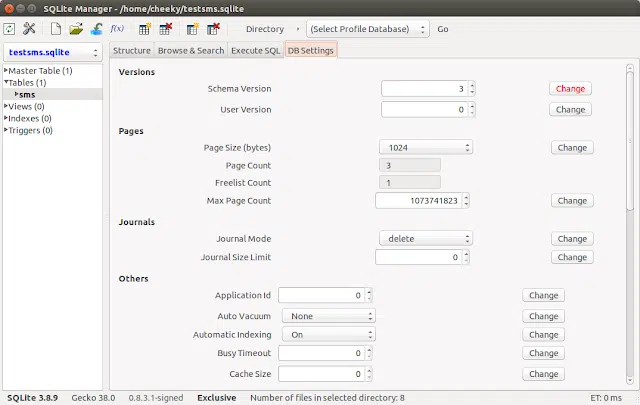 SQLite Manager - /home/cheeky/testsms.sqlite
f(x) Directory (Select Profile Database) Go
testsms.sqlite
Structure Browse & Search Execute SQL DB Settings
Master Table (1)
Tables (1)
sms
Views (0)
Indexes (0)
Triggers (0)
Versions
Schema Version 3 Change
User Version 0 Change
Pages
Page Size (bytes) 1024 Change
Page Count 3
Freelist Count 1
Max Page Count 1073741823 Change
Journals
Journal Mode delete Change
Journal Size Limit 0 Change
Others
Application Id 0 Change
Auto Vacuum None Change
Automatic Indexing On Change
Busy Timeout 0 Change
Cache Size 0 Change
SQLite 3.8.9 Gecko 38.0 0.8.3.1-signed Exclusive Number of files in selected directory: 8 ET: 0 ms